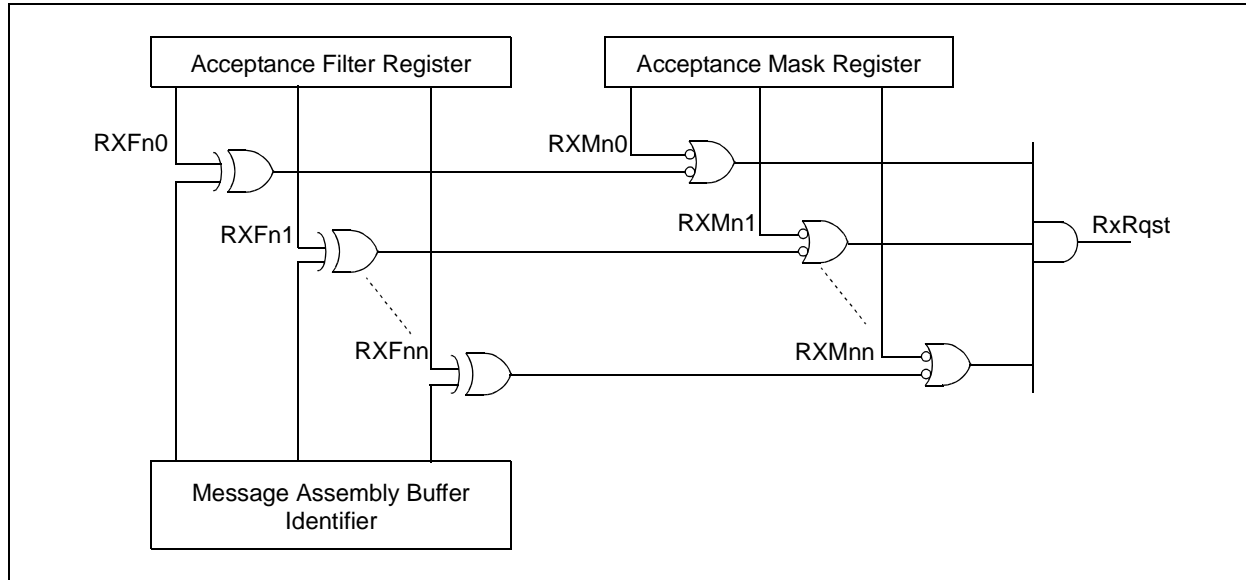 Acceptance Filter Register
Acceptance Mask Register
RXFn0
RXMn0
RXFn1
RXMn1
RxRqst
RXFnn
RXMnn
Message Assembly Buffer
Identifier